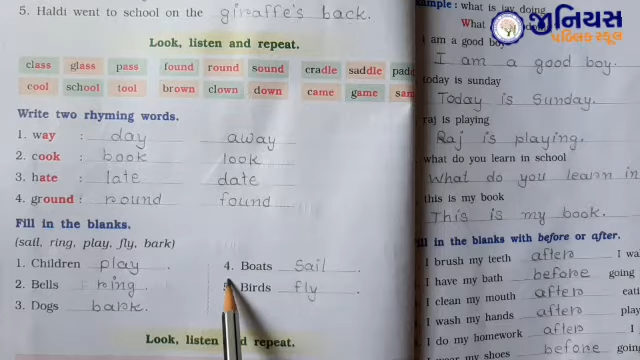 5. Haldi went to school on the giraffe's back.
Look, listen and repeat.
class glass pass found round sound cradle saddle
cool school tool brown clown down came game
Write two rhyming words.
1. way : day away
2. cook : book look
3. hate : late date
4. ground : round found
Fill in the blanks.
(sail, ring, play, fly, bark)
1. Children play.
2. Bells ring.
3. Dogs bark.
4. Boats sail.
Birds fly.
Look, listen and repeat.
what is jay doing
જીનિયસ
પબ્લિક સ્કૂલ
I am a good boy
I am a good boy.
today is sunday
Today is Sunday.
raj is playing
Raj is playing.
what do you learn in school
What do you learn in
this is my book
This is my book.
Fill in the blanks with before or after.
I brush my teeth after I
I have my bath before going
I clean my mouth after
I wash my hands after
I do my homework after I
my shoes before going